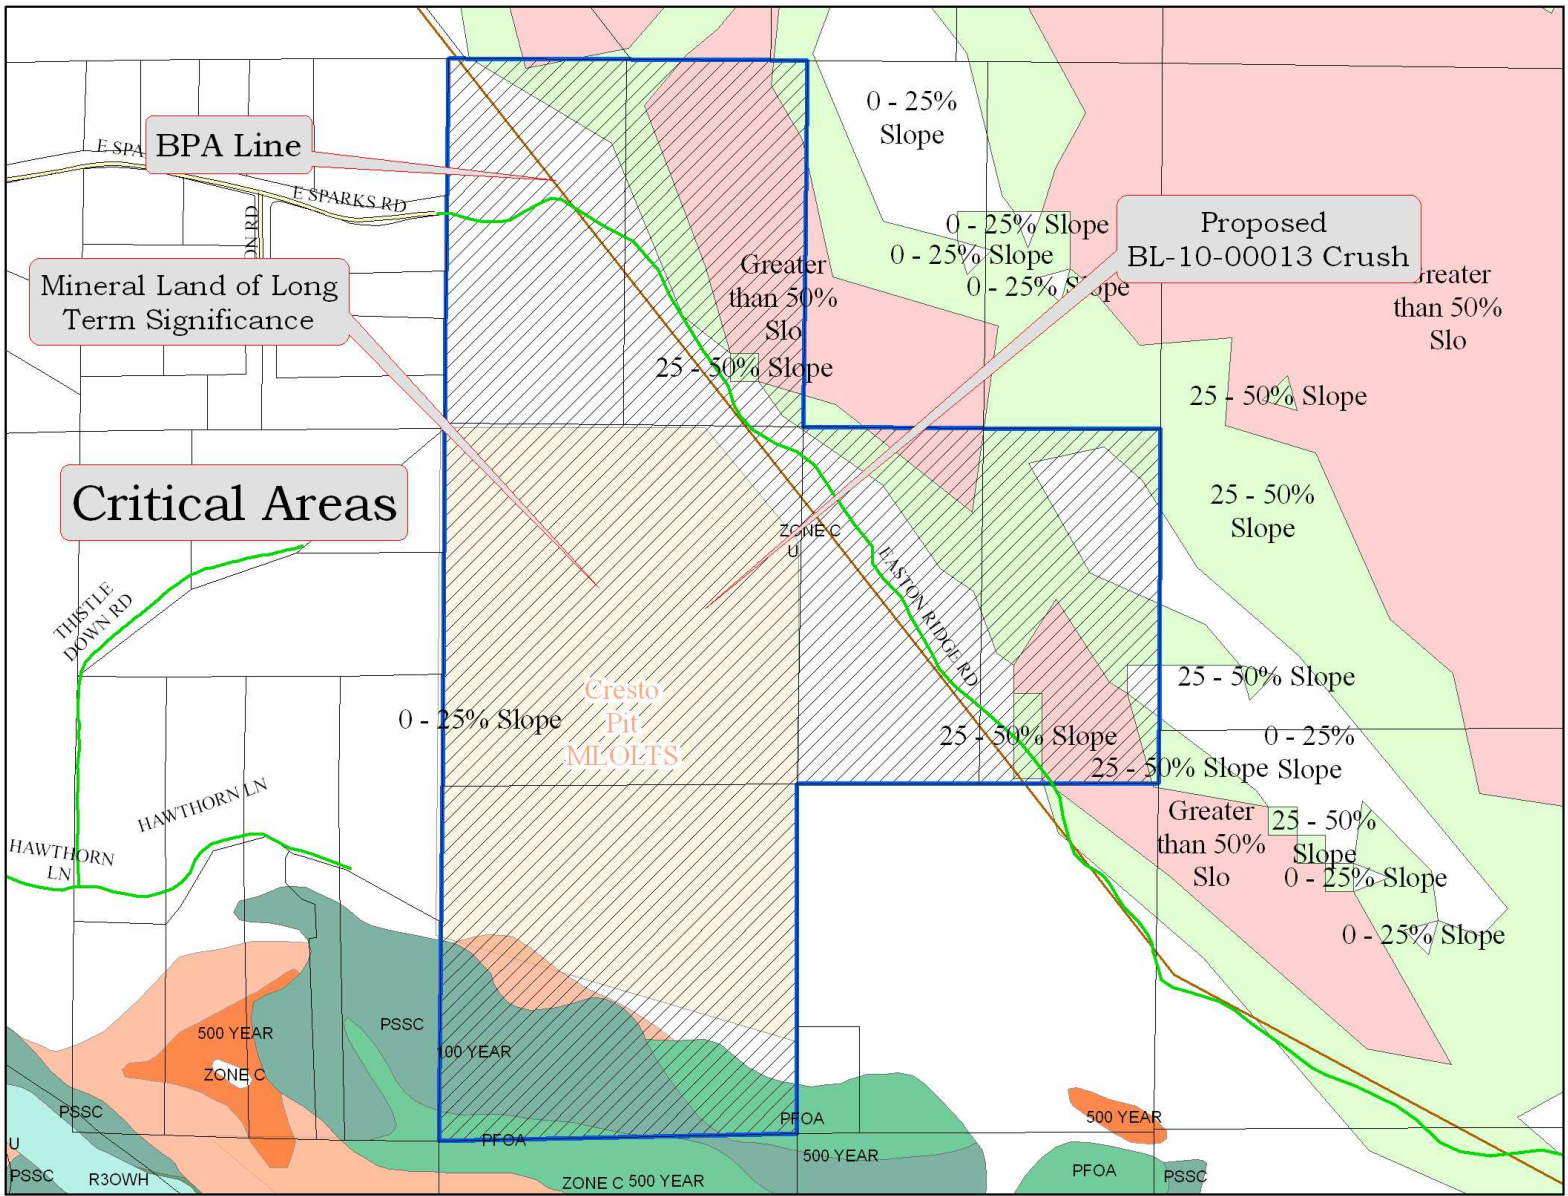 0 - 25%
Slope
BPA Line
E SPA
E SPARKS RD
ON RD
0 - 25% Slope
0 - 25% Slope
0 - 25% Slope
Proposed
BL-10-00013 Crush
Greater
than 50%
Slo
Greater
than 50%
Slo
Mineral Land of Long
Term Significance
25 - 50% Slope
25 - 50% Slope
Critical Areas
25 - 50%
Slope
ZONE C
U
EASTON RIDGE RD
THISTLE
DOWN RD
Cresto
Pit
MLOLTS
0 - 25% Slope
25 - 50% Slope
25 - 50% Slope
0 - 25%
Slope
25 - 50% Slope
HAWTHORN LN
HAWTHORN
LN
Greater
than 50%
Slo
25 - 50%
Slope
0 - 25% Slope
0 - 25% Slope
500 YEAR
PSSC
100 YEAR
ZONE C
PSSC
PFOA
PFOA
500 YEAR
500 YEAR
U
PSSC
R3OWH
ZONE C
500 YEAR
PFOA
PSSC